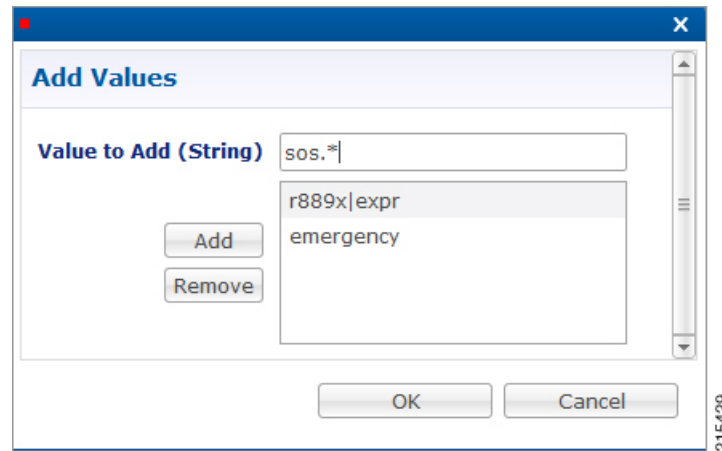 X
Add Values
Value to Add (String) sos.*
r889x|expr
Add emergency
Remove
OK Cancel